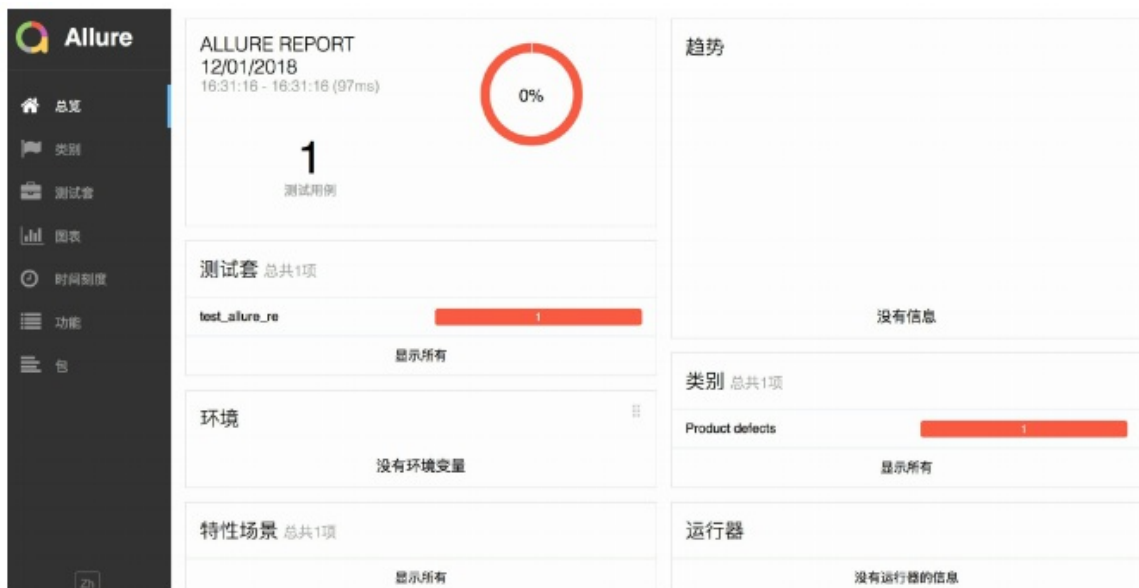 Allure
总览
类别
测试套
图表
时间刻度
功能
包
Zh
ALLURE REPORT
12/01/2018
16:31:16 - 16:31:16 (97ms)
0%
1
测试用例
测试套 总共1项
test_allure_re 1
显示所有
环境
没有环境变量
特性场景 总共1项
显示所有
趋势
没有信息
类别 总共1项
Product defects 1
显示所有
运行器
没有运行器的信息